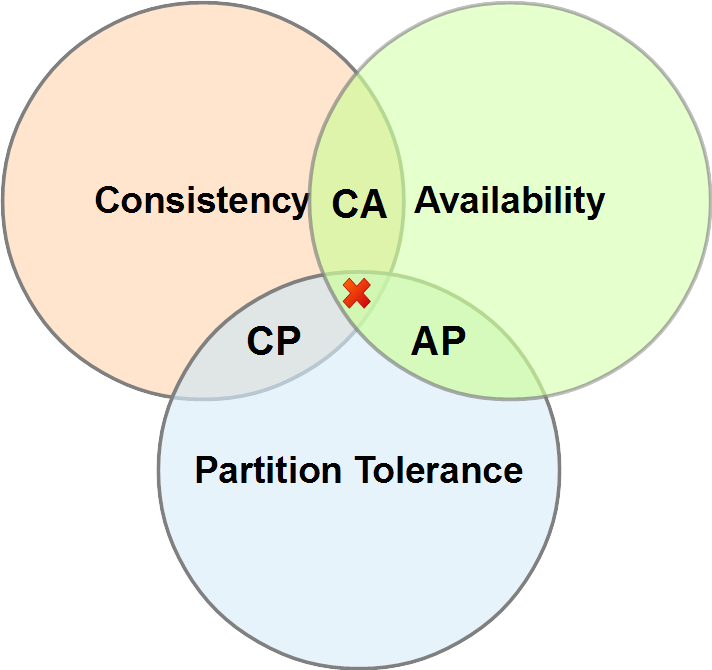 Consistency
CA
Availability
CP
AP
Partition Tolerance